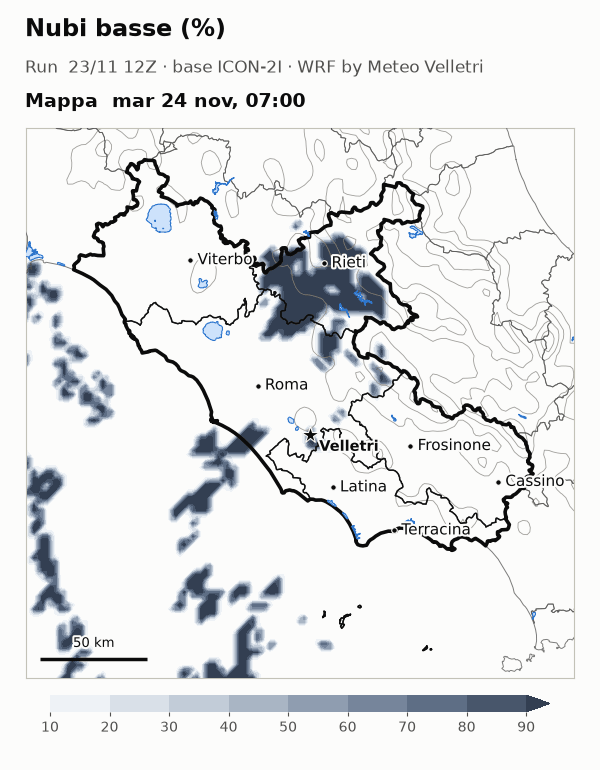 Nubi basse (%)
Run  23/11 12Z · base ICON-2I · WRF by Meteo Velletri
Mappa  mar 24 nov, 07:00
Viterbo
Rieti
Roma
Velletri
Frosinone
Latina
Cassino
Terracina
50 km
10 20 30 40 50 60 70 80 90